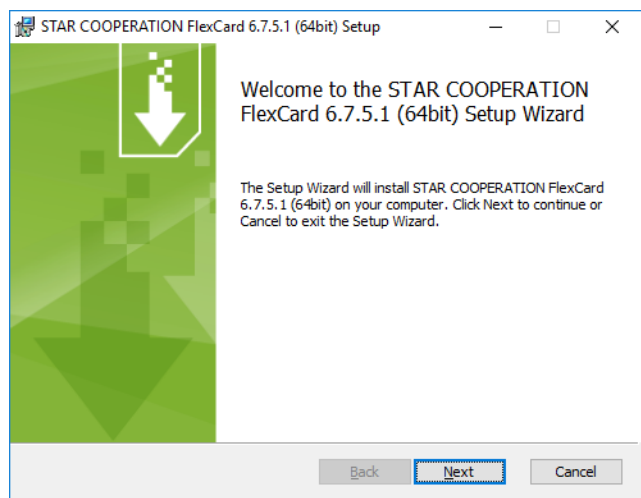 STAR COOPERATION FlexCard 6.7.5.1 (64bit) Setup
Welcome to the STAR COOPERATION
FlexCard 6.7.5.1 (64bit) Setup Wizard
The Setup Wizard will install STAR COOPERATION FlexCard
6.7.5.1 (64bit) on your computer. Click Next to continue or
Cancel to exit the Setup Wizard.
Back Next Cancel